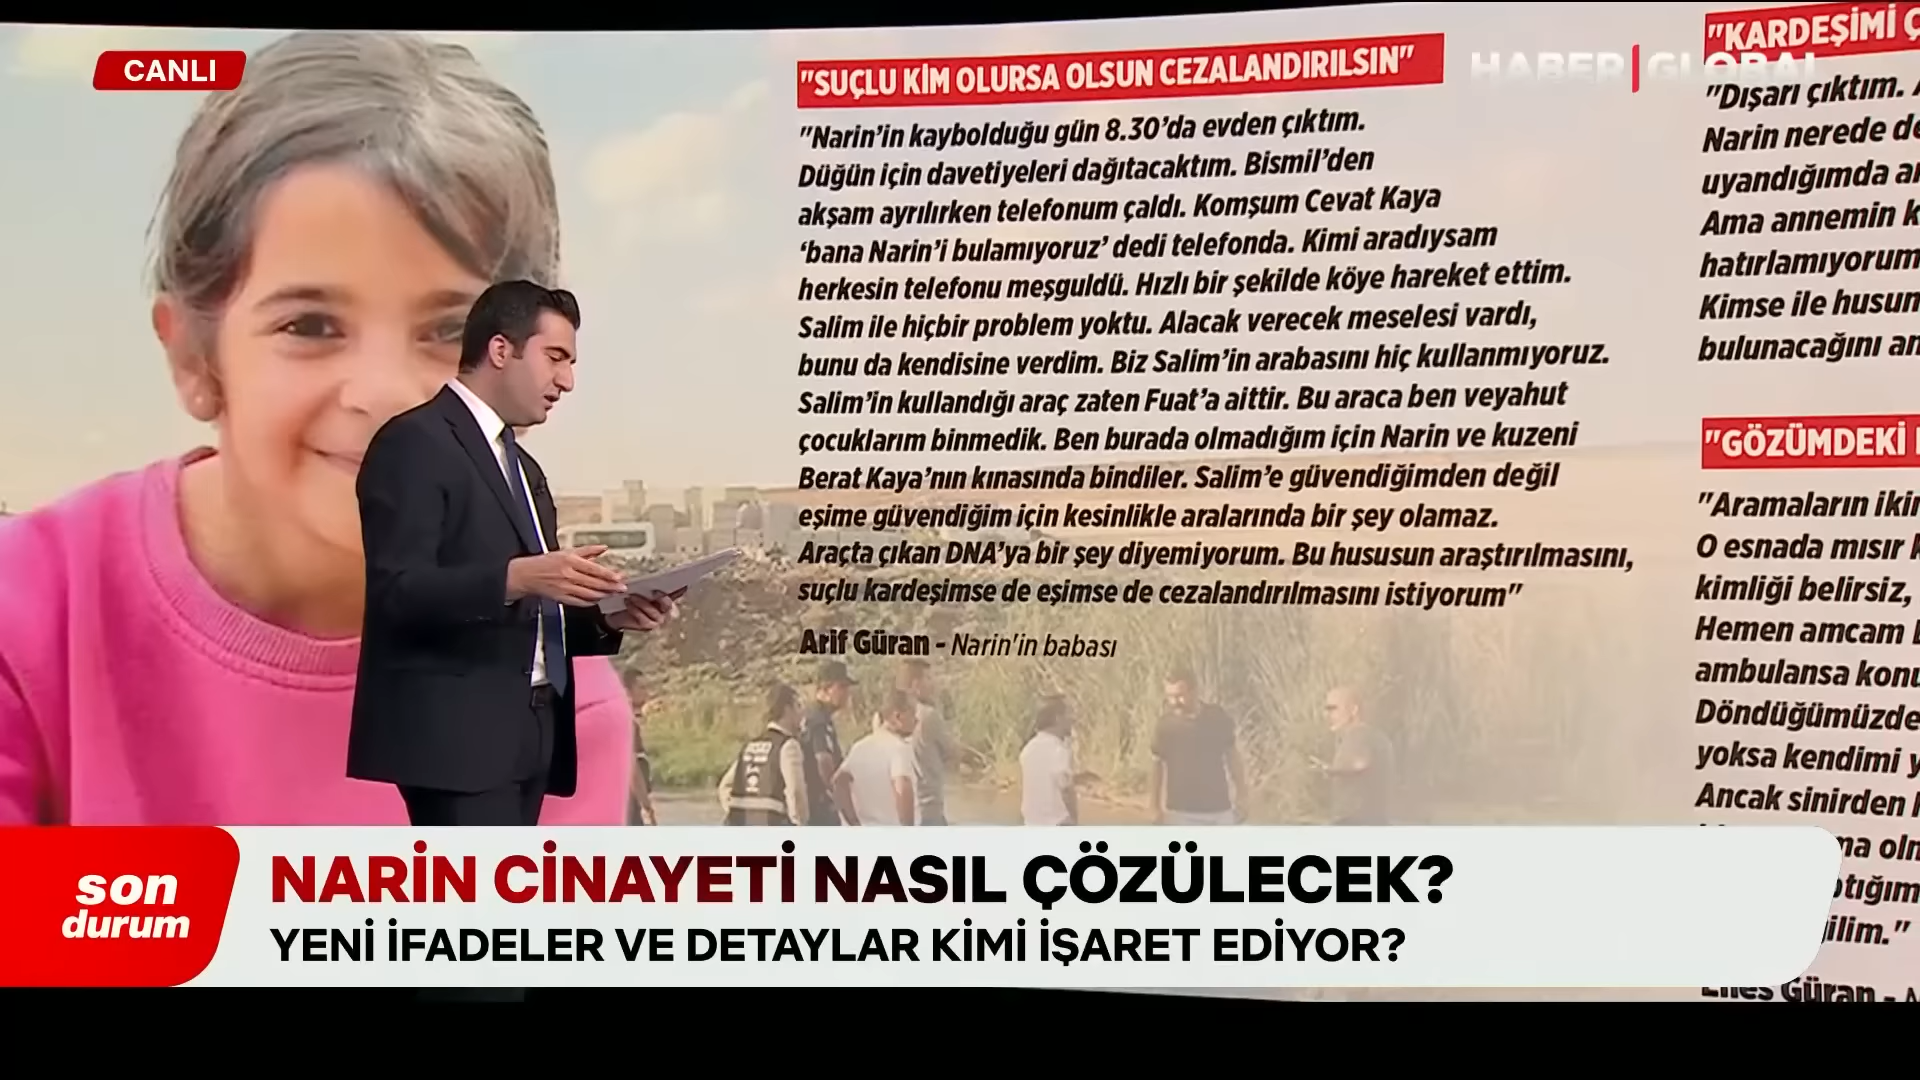 CANLI
HABER GLOBAL
"SUÇLU KİM OLURSA OLSUN CEZALANDIRILSIN"
"Narin'in kaybolduğu gün 8.30'da evden çıktım.
Düğün için davetiyeleri dağıtacaktım. Bismil'den
akşam ayrılırken telefonum çaldı. Komşum Cevat Kaya
'bana Narin'i bulamıyoruz' dedi telefonda. Kimi aradıysam
herkesin telefonu meşguldü. Hızlı bir şekilde köye hareket ettim.
Salim ile hiçbir problem yoktu. Alacak verecek meselesi vardı,
bunu da kendisine verdim. Biz Salim'in arabasını hiç kullanmıyoruz.
Salim'in kullandığı araç zaten Fuat'a aittir. Bu araca ben veyahut
çocuklarım binmedik. Ben burada olmadığım için Narin ve kuzeni
Berat Kaya'nın kınasında bindiler. Salim'e güvendiğimden değil
eşime güvendiğim için kesinlikle aralarında bir şey olamaz.
Araçta çıkan DNA'ya bir şey diyemiyorum. Bu hususun araştırılmasını,
suçlu kardeşimse de eşimse de cezalandırılmasını istiyorum"
Arif Güran - Narin'in babası
"KARDEŞİMİ
"Dışarı çıktım.
Narin nerede
uyandığımda
Ama annemin
hatırlamıyorum
Kimse ile
bulunacağını
"GÖZÜMDEKİ
"Aramaların
O esnada mısır
kimliği belirsiz,
Hemen amcam
ambulansa
Döndüğümüzde
yoksa kendimi
Ancak sinirden
Güran -
son
durum
NARİN CİNAYETİ NASIL ÇÖZÜLECEK?
YENİ İFADELER VE DETAYLAR KİMİ İŞARET EDİYOR?